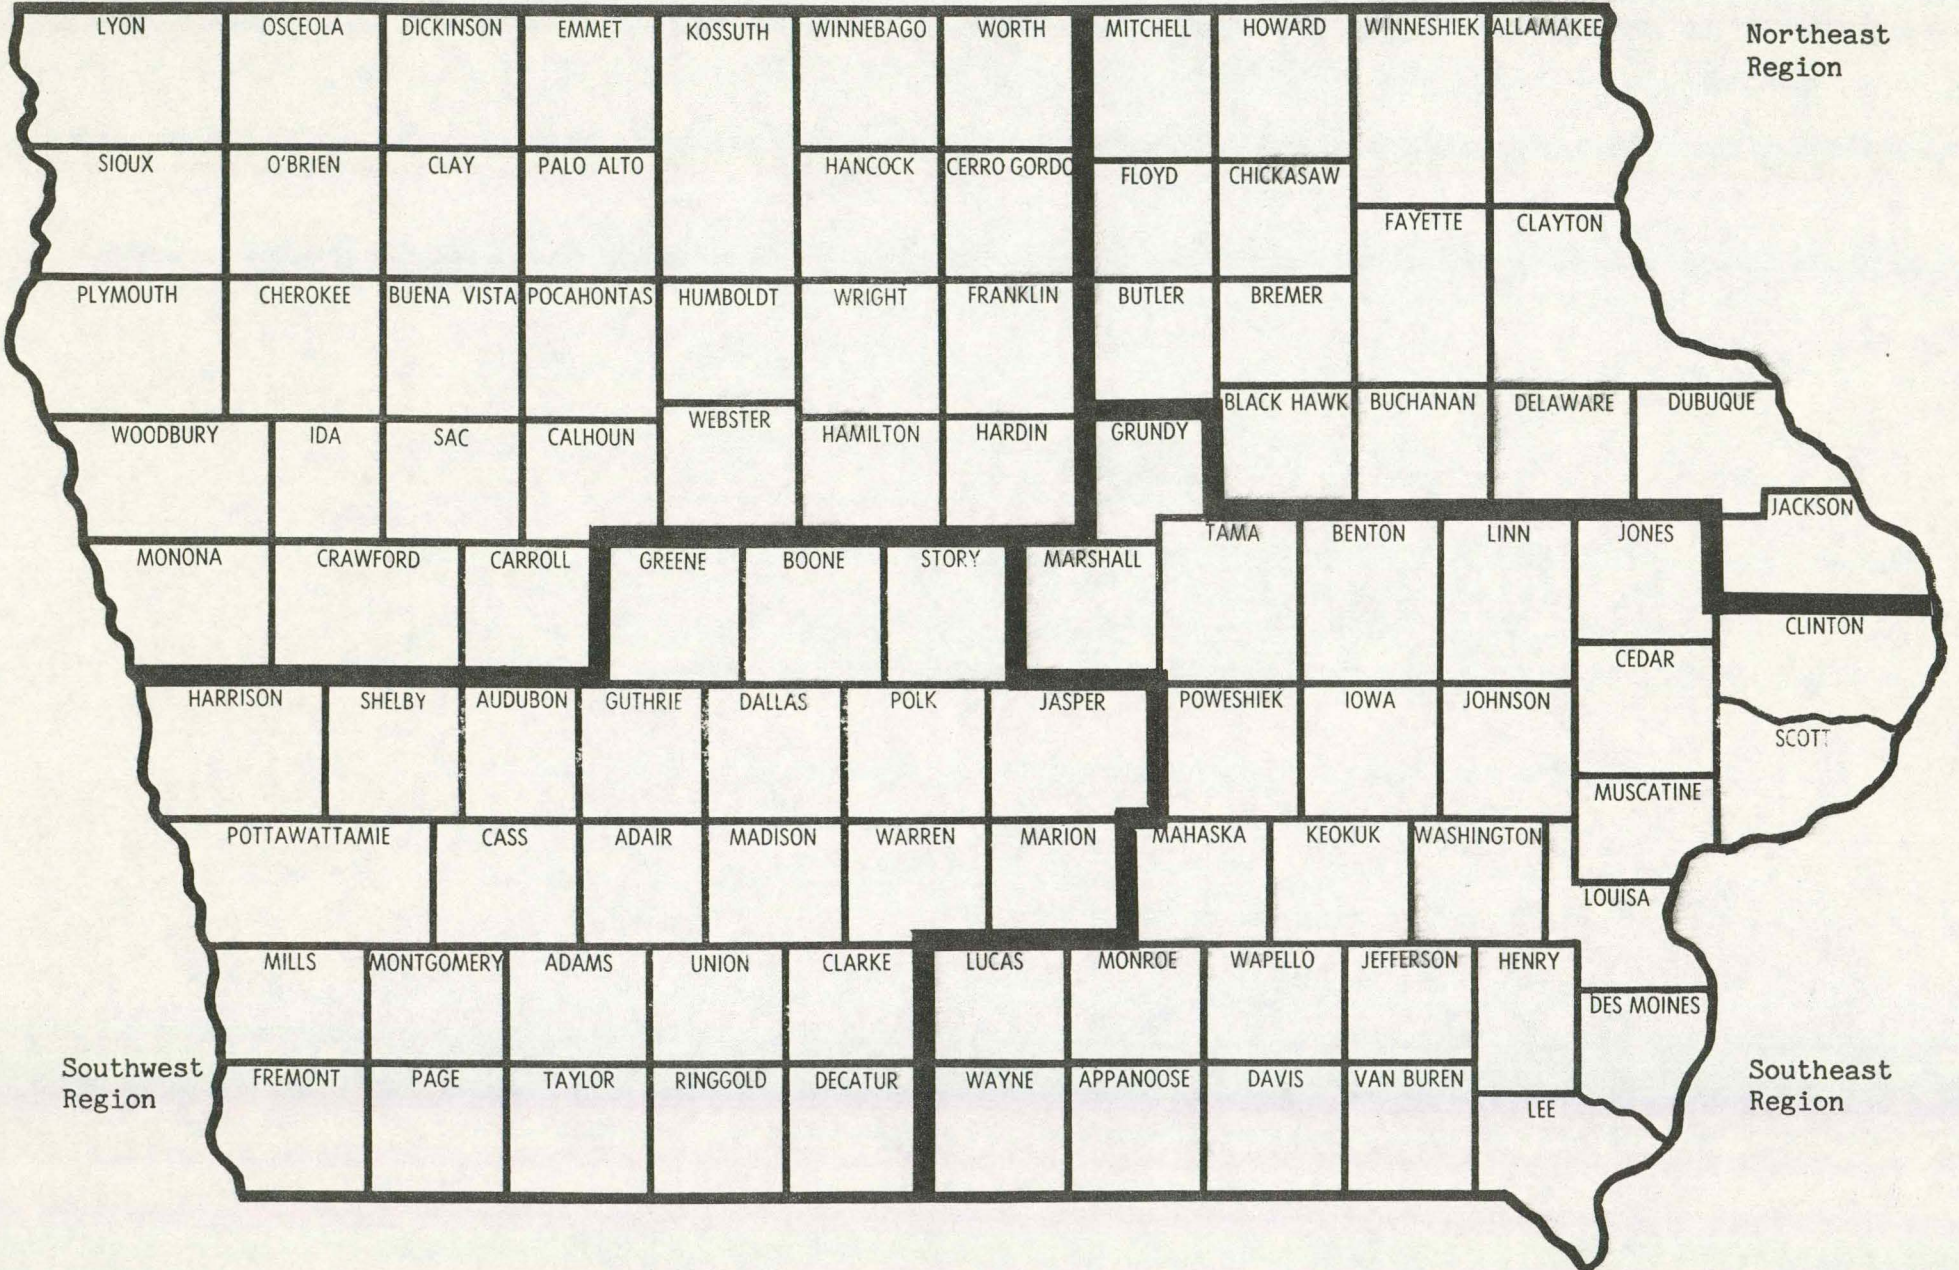 LYON OSCEOLA DICKINSON EMMET KOSSUTH WINNEBAGO WORTH MITCHELL HOWARD WINNESHIEK ALLAMAKEE
Northeast
Region
SIOUX O'BRIEN CLAY PALO ALTO HANCOCK CERRO GORDO FLOYD CHICKASAW
FAYETTE CLAYTON
PLYMOUTH CHEROKEE BUENA VISTA POCAHONTAS HUMBOLDT WRIGHT FRANKLIN BUTLER BREMER
BLACK HAWK BUCHANAN DELAWARE DUBUQUE
WOODBURY IDA SAC CALHOUN WEBSTER HAMILTON HARDIN GRUNDY
JACKSON
TAMA BENTON LINN JONES
MONONA CRAWFORD CARROLL GREENE BOONE STORY MARSHALL
CLINTON
CEDAR
HARRISON SHELBY AUDUBON GUTHRIE DALLAS POLK JASPER POWESHIEK IOWA JOHNSON
SCOTT
MUSCATINE
POTTAWATTAMIE CASS ADAIR MADISON WARREN MARION MAHASKA KEOKUK WASHINGTON
LOUISA
MILLS MONTGOMERY ADAMS UNION CLARKE LUCAS MONROE WAPELLO JEFFERSON HENRY
DES MOINES
Southwest
Region
FREMONT PAGE TAYLOR RINGGOLD DECATUR WAYNE APPANOOSE DAVIS VAN BUREN
LEE
Southeast
Region